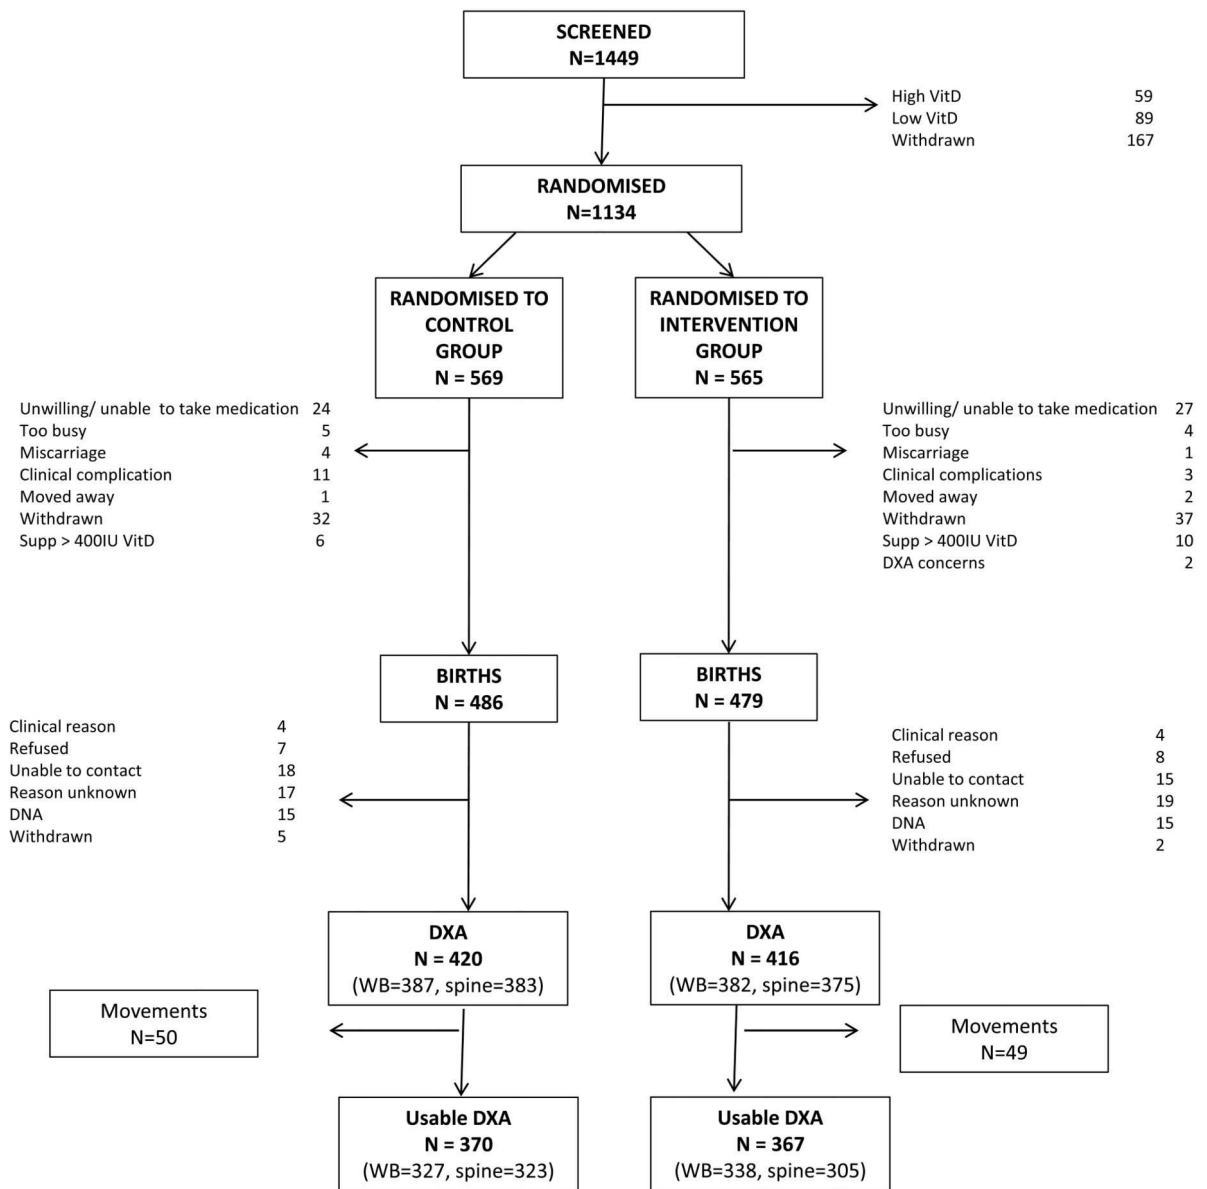 SCREENED
N=1449
High VitD 59
Low VitD 89
Withdrawn 167
RANDOMISED
N=1134
RANDOMISED TO
CONTROL
GROUP
N = 569
RANDOMISED TO
INTERVENTION
GROUP
N = 565
Unwilling/ unable to take medication 24
Too busy 5
Miscarriage 4
Clinical complication 11
Moved away 1
Withdrawn 32
Supp > 400IU VitD 6
Unwilling/ unable to take medication 27
Too busy 4
Miscarriage 1
Clinical complications 3
Moved away 2
Withdrawn 37
Supp > 400IU VitD 10
DXA concerns 2
BIRTHS
N = 486
BIRTHS
N = 479
Clinical reason 4
Refused 7
Unable to contact 18
Reason unknown 17
DNA 15
Withdrawn 5
Clinical reason 4
Refused 8
Unable to contact 15
Reason unknown 19
DNA 15
Withdrawn 2
DXA
N = 420
(WB=387, spine=383)
DXA
N = 416
(WB=382, spine=375)
Movements
N=50
Movements
N=49
Usable DXA
N = 370
(WB=327, spine=323)
Usable DXA
N = 367
(WB=338, spine=305)